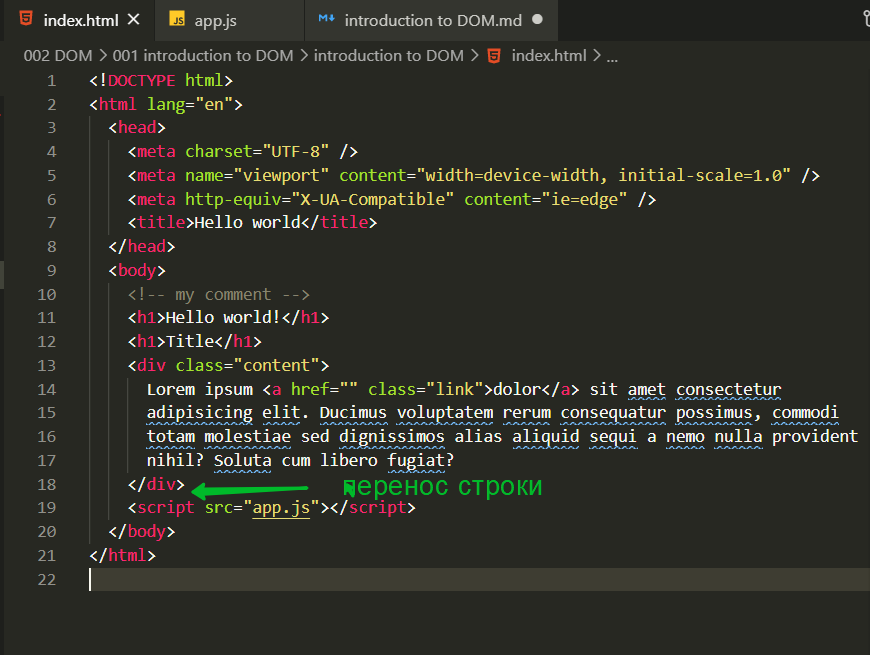 index.html
app.js
introduction to DOM.md
002 DOM > 001 introduction to DOM > introduction to DOM > index.html > ...
1 <!DOCTYPE html>
2 <html lang="en">
3 <head>
4 <meta charset="UTF-8" />
5 <meta name="viewport" content="width=device-width, initial-scale=1.0" />
6 <meta http-equiv="X-UA-Compatible" content="ie=edge" />
7 <title>Hello world</title>
8 </head>
9 <body>
10 <!-- my comment -->
11 <h1>Hello world!</h1>
12 <h1>Title</h1>
13 <div class="content">
14 Lorem ipsum <a href="" class="link">dolor</a> sit amet consectetur
15 adipisicing elit. Ducimus voluptatem rerum consequatur possimus, commodi
16 totam molestiae sed dignissimos alias aliquid sequi a nemo nulla provident
17 nihil? Soluta cum libero fugiat?
18 </div> перенос строки
19 <script src="app.js"></script>
20 </body>
21 </html>
22